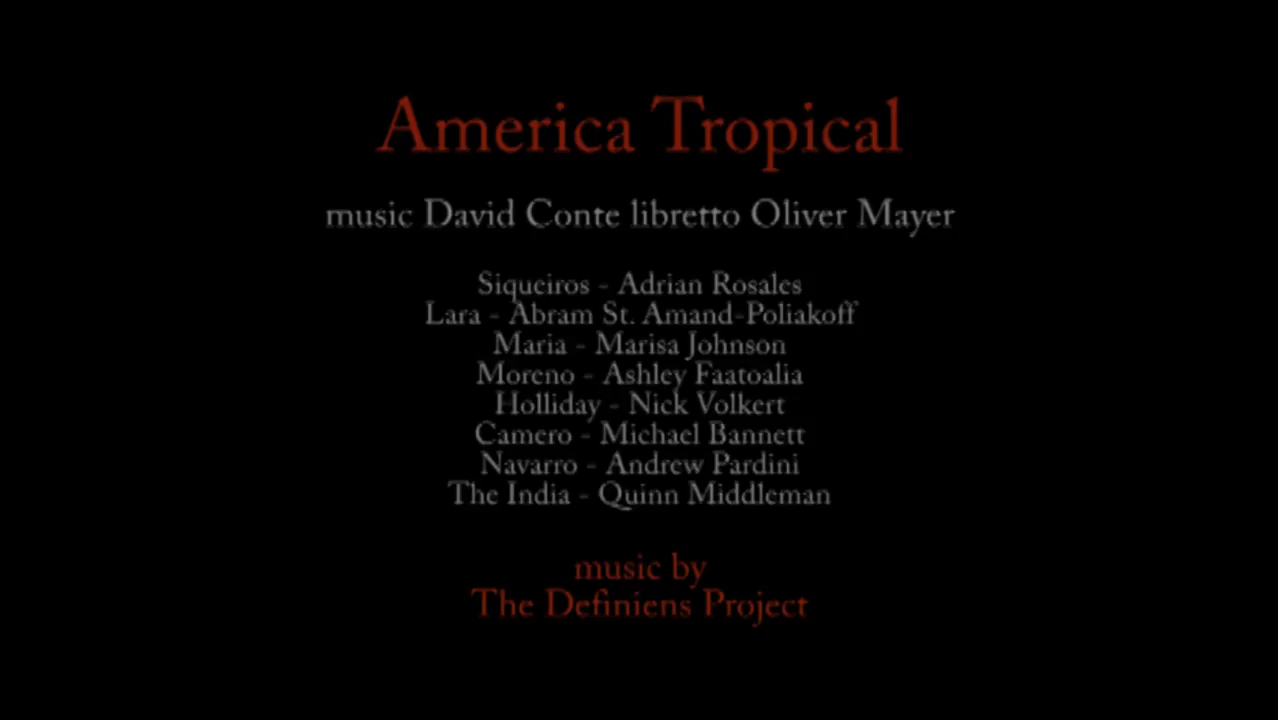 America Tropical
music David Conte libretto Oliver Mayer
Siqueiros - Adrian Rosales
Lara - Abram St. Amand-Poliakoff
Maria - Marisa Johnson
Moreno - Ashley Faatoalia
Holliday - Nick Volkert
Camero - Michael Bannett
Navarro - Andrew Pardini
The India - Quinn Middleman
music by
The Definiens Project